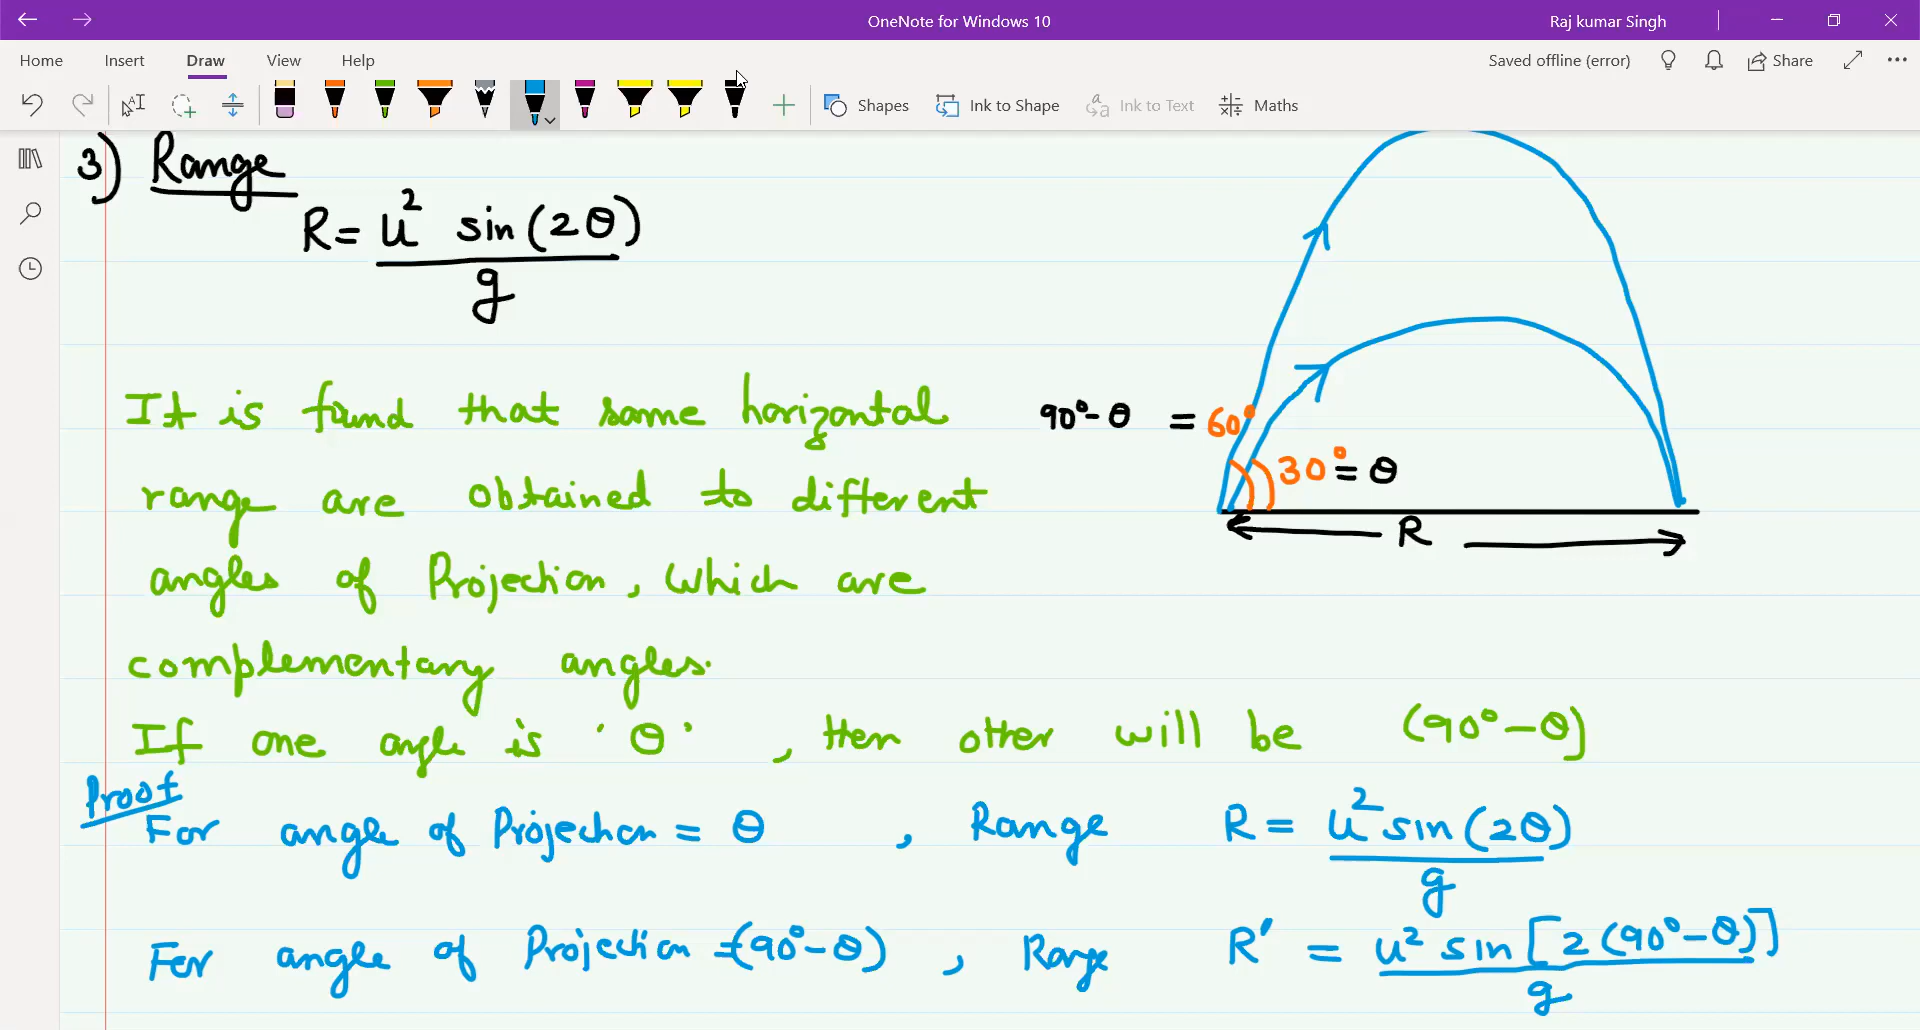 OneNote for Windows 10
Raj kumar Singh
Home Insert Draw View Help
Saved offline (error) Share
Shapes Ink to Shape Ink to Text Maths
3) Range
R = u² sin(2θ)
g
It is found that same horizontal
range are obtained to different
angles of Projection, which are
complementary angles.
90° - θ = 60°
30° = θ
R
If one angle is 'θ', then other will be (90° - θ)
Proof
For angle of Projection = θ , Range R = u² sin(2θ)
g
For angle of Projection = (90° - θ) , Range R' = u² sin[2(90° - θ)]
g